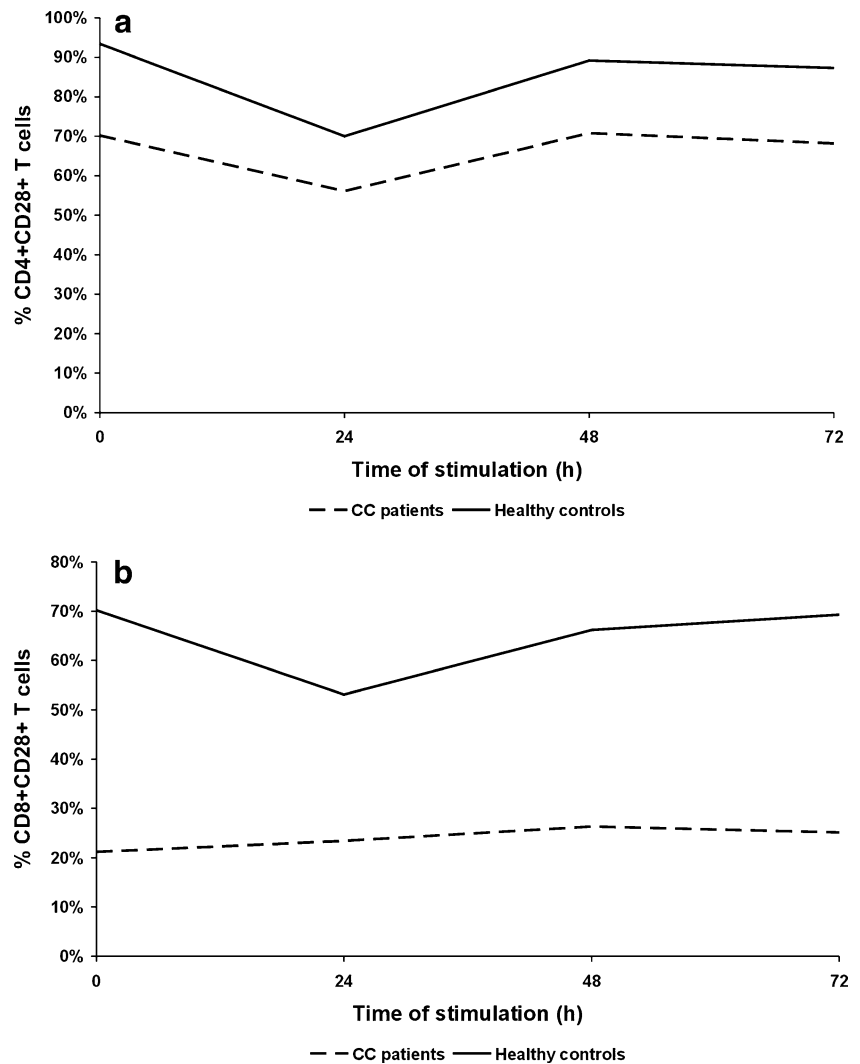 a
100%
90%
80%
70%
60%
50%
40%
30%
20%
10%
0%
% CD4+CD28+ T cells
0 24 48 72
Time of stimulation (h)
CC patients Healthy controls
b
80%
70%
60%
50%
40%
30%
20%
10%
0%
% CD8+CD28+ T cells
0 24 48 72
Time of stimulation (h)
CC patients Healthy controls